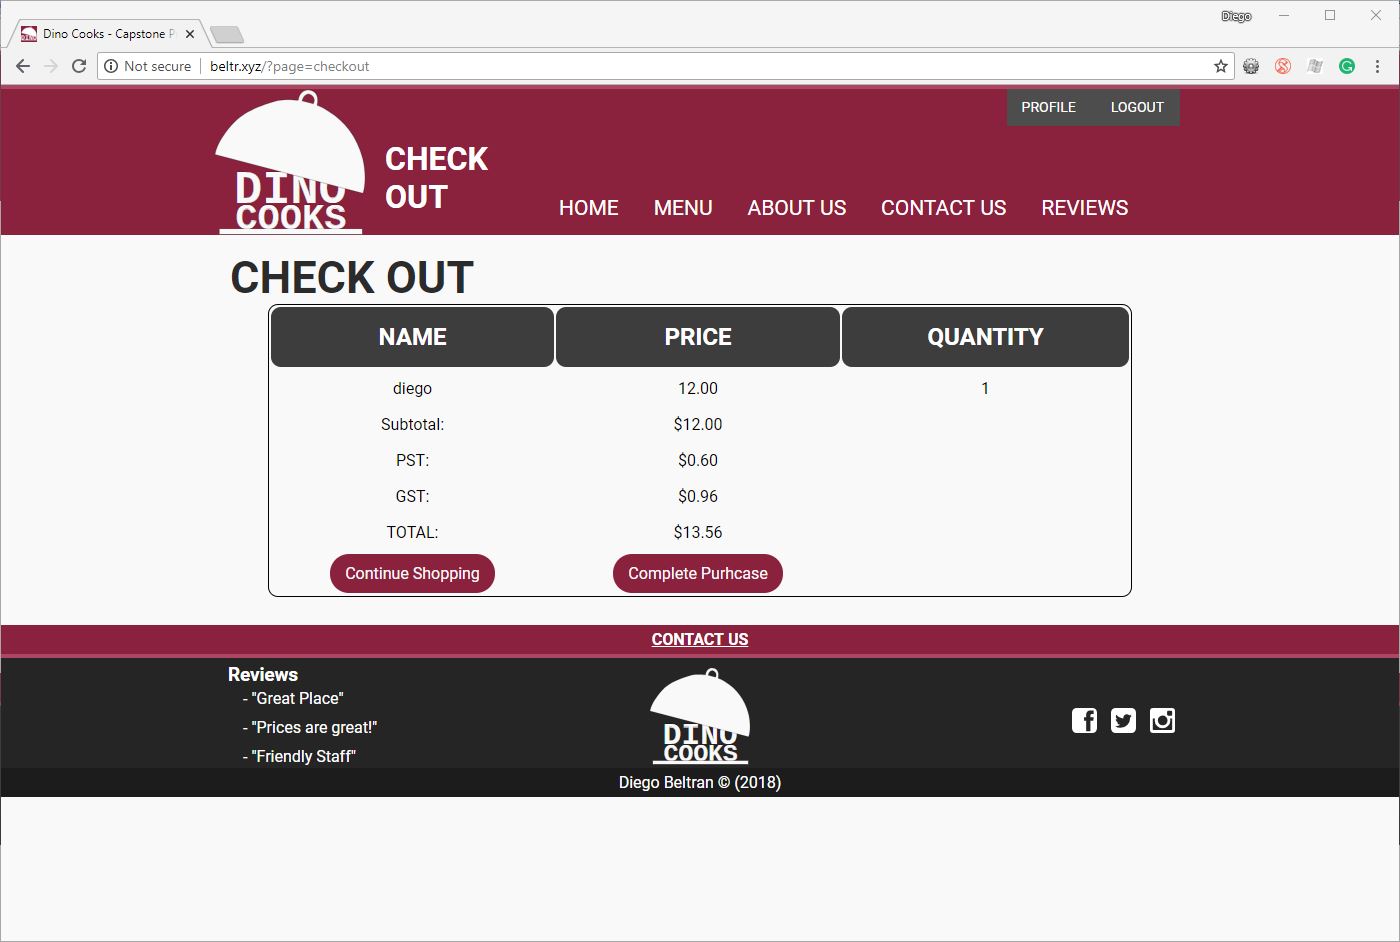 Diego
Dino Cooks - Capstone P
Not secure beltr.xyz/?page=checkout
PROFILE LOGOUT
DINO
COOKS
CHECK
OUT
HOME MENU ABOUT US CONTACT US REVIEWS
CHECK OUT
NAME PRICE QUANTITY
diego 12.00 1
Subtotal: $12.00
PST: $0.60
GST: $0.96
TOTAL: $13.56
Continue Shopping Complete Purhcase
CONTACT US
Reviews
- "Great Place"
- "Prices are great!"
- "Friendly Staff"
DINO
COOKS
Diego Beltran © (2018)